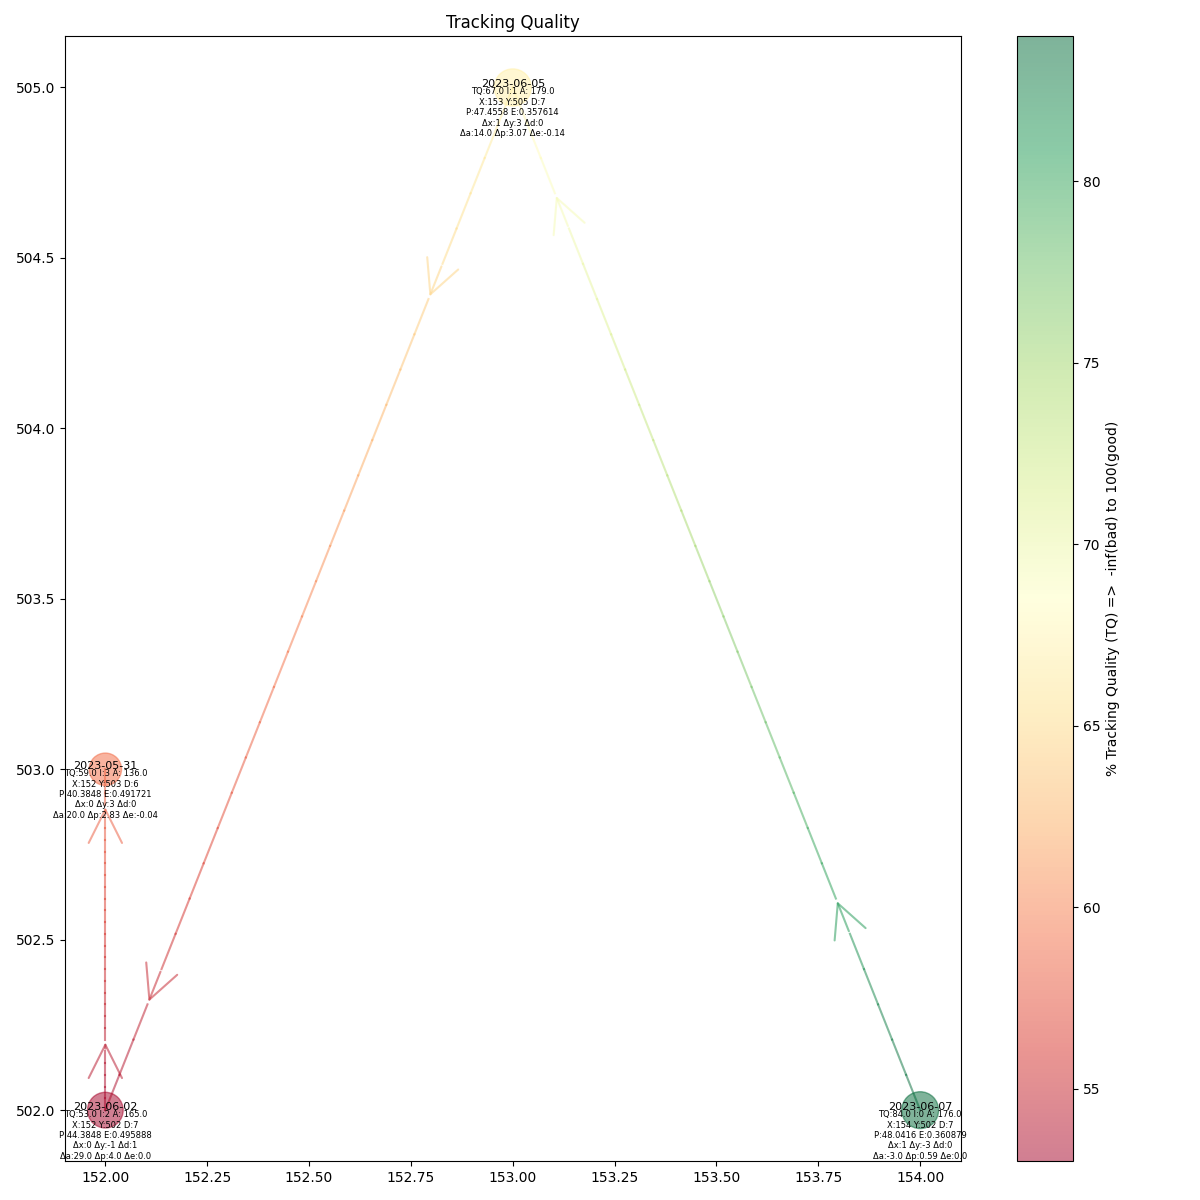 Tracking Quality
505.0
504.5
504.0
503.5
503.0
502.5
502.0
2023-06-05
TQ:67.0 I:1 A: 179.0
X:153 Y:505 D:7
P:47.4558 E:0.357614
Δx:1 Δy:3 Δd:0
Δa:14.0 Δp:3.07 Δe:-0.14
2023-05-31
TQ:59.0 I:3 A: 136.0
X:152 Y:503 D:6
P:40.3848 E:0.491721
Δx:0 Δy:3 Δd:0
Δa:20.0 Δp:2.83 Δe:-0.04
2023-06-02
TQ:53.0 I:2 A: 165.0
X:152 Y:502 D:7
P:44.3848 E:0.495888
Δx:0 Δy:-1 Δd:1
Δa:29.0 Δp:4.0 Δe:0.0
2023-06-07
TQ:84.0 I:0 A: 176.0
X:154 Y:502 D:7
P:48.0416 E:0.360879
Δx:1 Δy:-3 Δd:0
Δa:-3.0 Δp:0.59 Δe:0.0
152.00 152.25 152.50 152.75 153.00 153.25 153.50 153.75 154.00
80
75
70
65
60
55
% Tracking Quality (TQ) => -inf(bad) to 100(good)